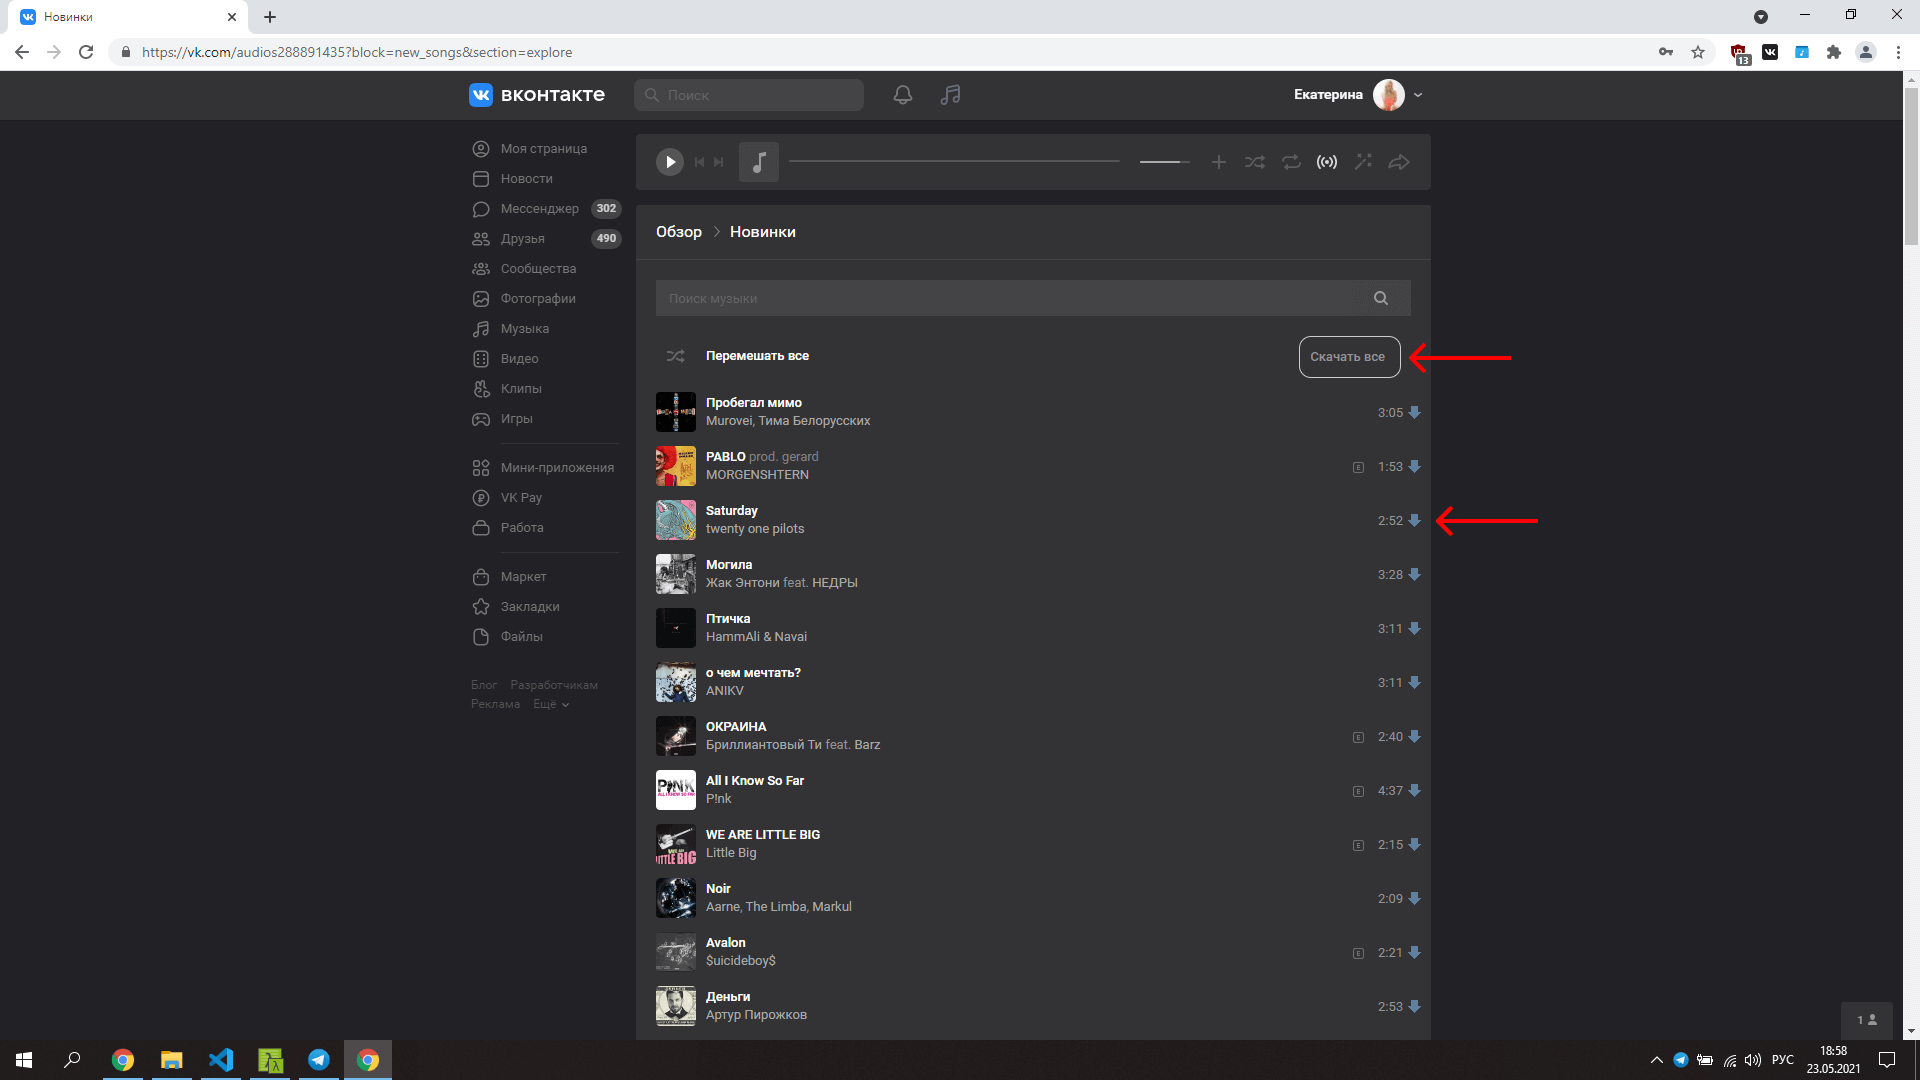 Новинки
https://vk.com/audios288891435?block=new_songs&section=explore
13
вконтакте
Поиск
Екатерина
Моя страница
Новости
Мессенджер 302
Друзья 490
Сообщества
Фотографии
Музыка
Видео
Клипы
Игры
Мини-приложения
VK Pay
Работа
Маркет
Закладки
Файлы
Блог Разработчикам
Реклама Ещё
Обзор Новинки
Поиск музыки
Перемешать все
Скачать все
Пробегал мимо
Murovei, Тима Белорусских
3:05
PABLO prod. gerard
MORGENSHTERN
E 1:53
Saturday
twenty one pilots
2:52
Могила
Жак Энтони feat. НЕДРЫ
3:28
Птичка
HammAli & Navai
3:11
о чем мечтать?
ANIKV
3:11
ОКРАИНА
Бриллиантовый Ти feat. Barz
E 2:40
All I Know So Far
P!nk
E 4:37
WE ARE LITTLE BIG
Little Big
E 2:15
Noir
Aarne, The Limba, Markul
2:09
Avalon
$uicideboy$
E 2:21
Деньги
Артур Пирожков
2:53
1
РУС
18:58
23.05.2021